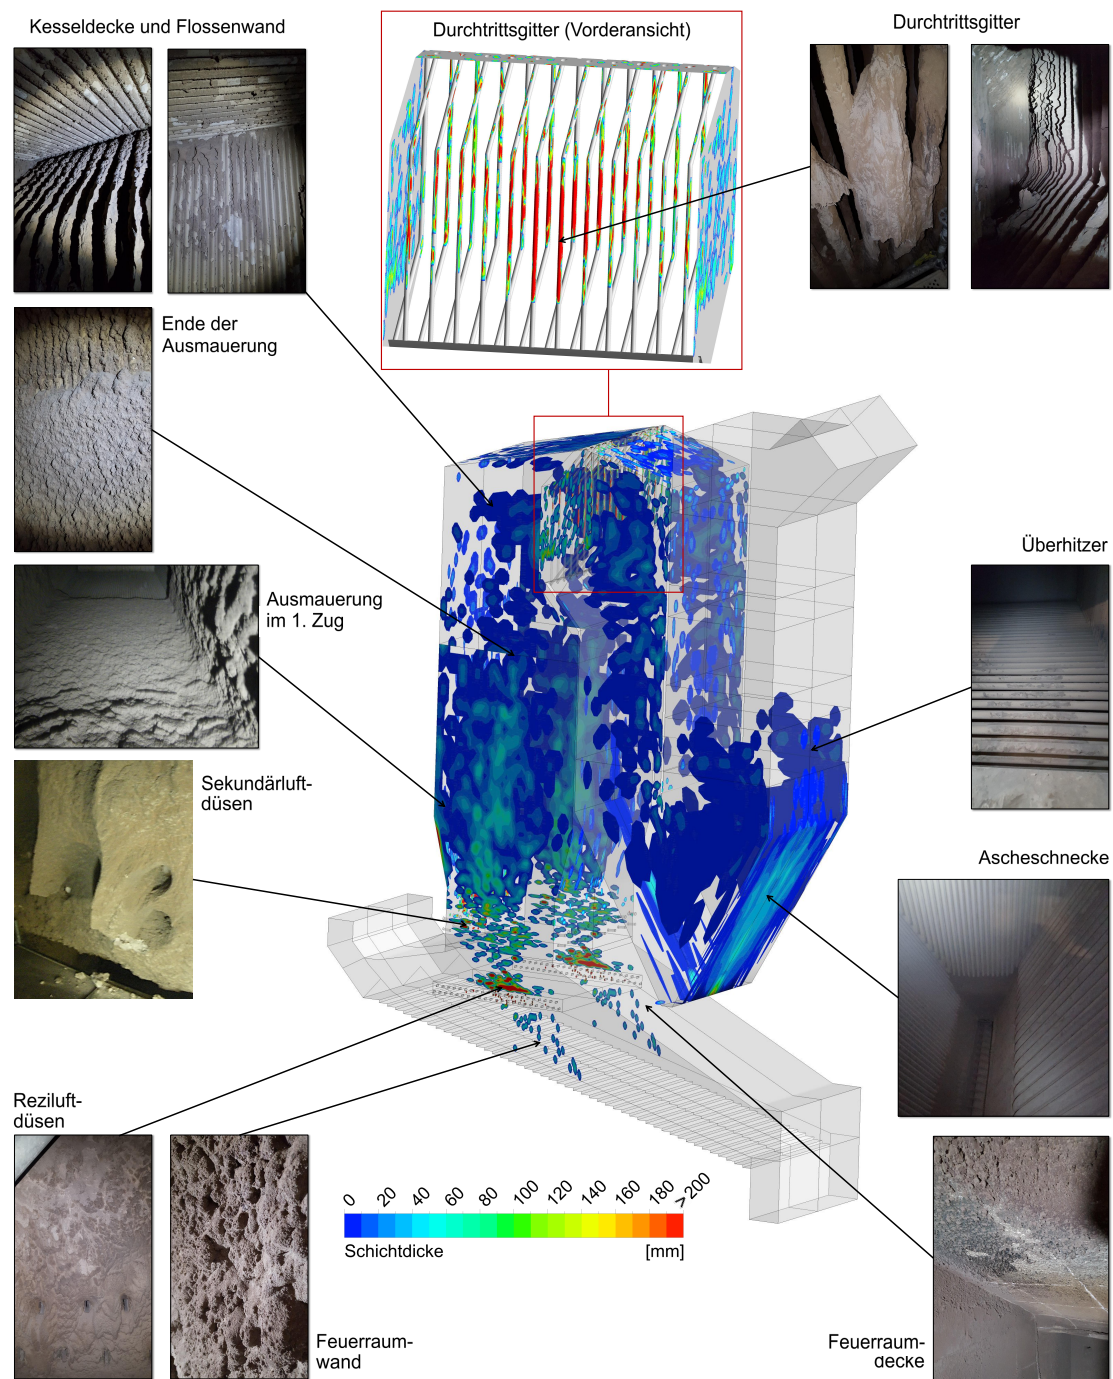 Kesseldecke und Flossenwand
Durchtrittsgitter (Vorderansicht)
Durchtrittsgitter
Ende der
Ausmauerung
Ausmauerung
im 1. Zug
Überhitzer
Sekundärluft-
düsen
Ascheschnecke
Reziluft-
düsen
0 20 40 60 80 100 120 140 160 180 > 200
Schichtdicke [mm]
Feuerraum-
wand
Feuerraum-
decke